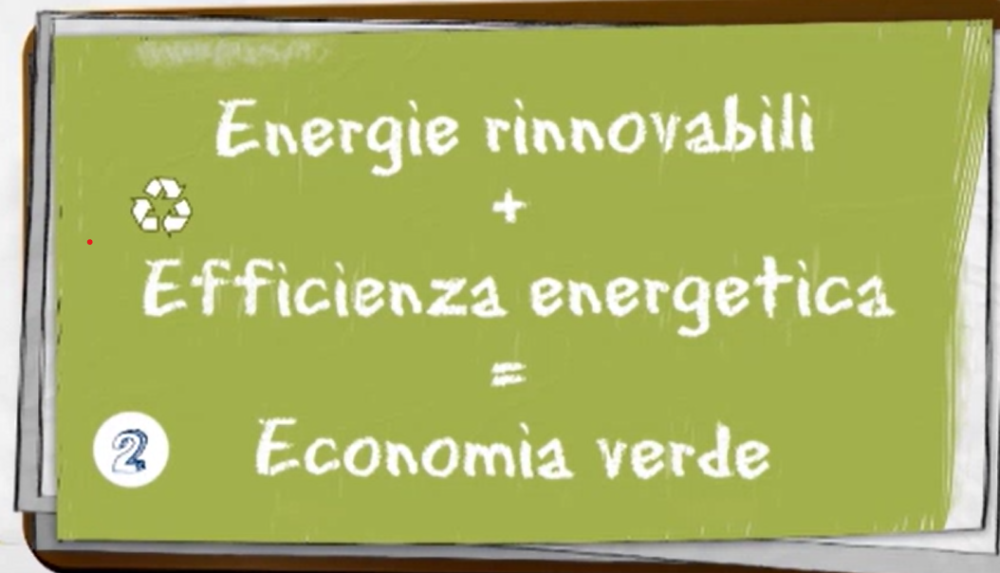 Energie rinnovabili
+
Efficienza energetica
=
Economia verde
2